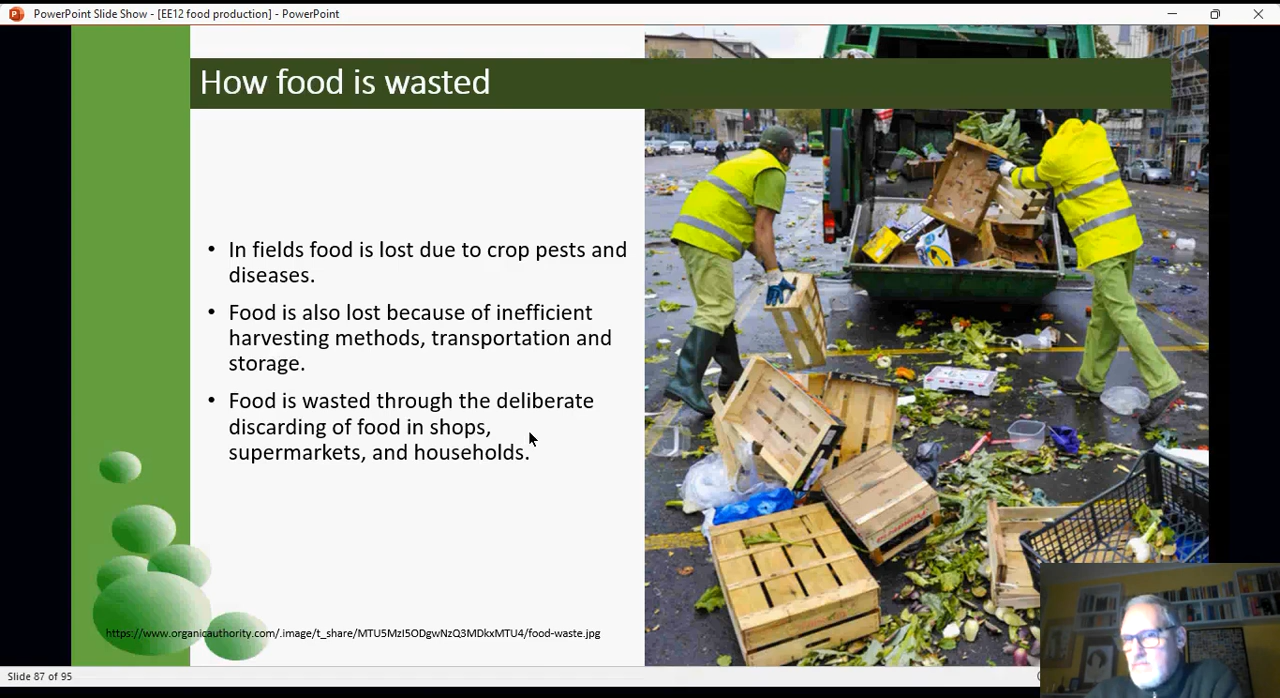 PowerPoint Slide Show - [EE12 food production] - PowerPoint
How food is wasted
• In fields food is lost due to crop pests and
diseases.
• Food is also lost because of inefficient
harvesting methods, transportation and
storage.
• Food is wasted through the deliberate
discarding of food in shops,
supermarkets, and households.
https://www.organicauthority.com/.image/t_share/MTU5MzI5ODgwNzQ3MDkxMTU4/food-waste.jpg
Slide 87 of 95